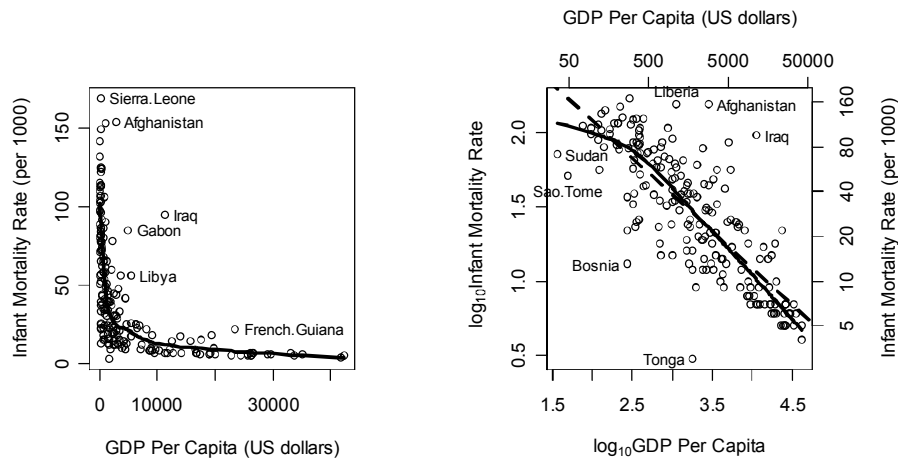 Infant Mortality Rate (per 1000)
0 50 100 150
Sierra.Leone
Afghanistan
Iraq
Gabon
Libya
French.Guiana
0 10000 30000
GDP Per Capita (US dollars)
GDP Per Capita (US dollars)
50 500 5000 50000
log10Infant Mortality Rate
0.5 1.0 1.5 2.0
Liberia
Afghanistan
Iraq
Sudan
Sao.Tome
Bosnia
Tonga
5 10 20 40 80 160
Infant Mortality Rate (per 1000)
1.5 2.5 3.5 4.5
log10GDP Per Capita